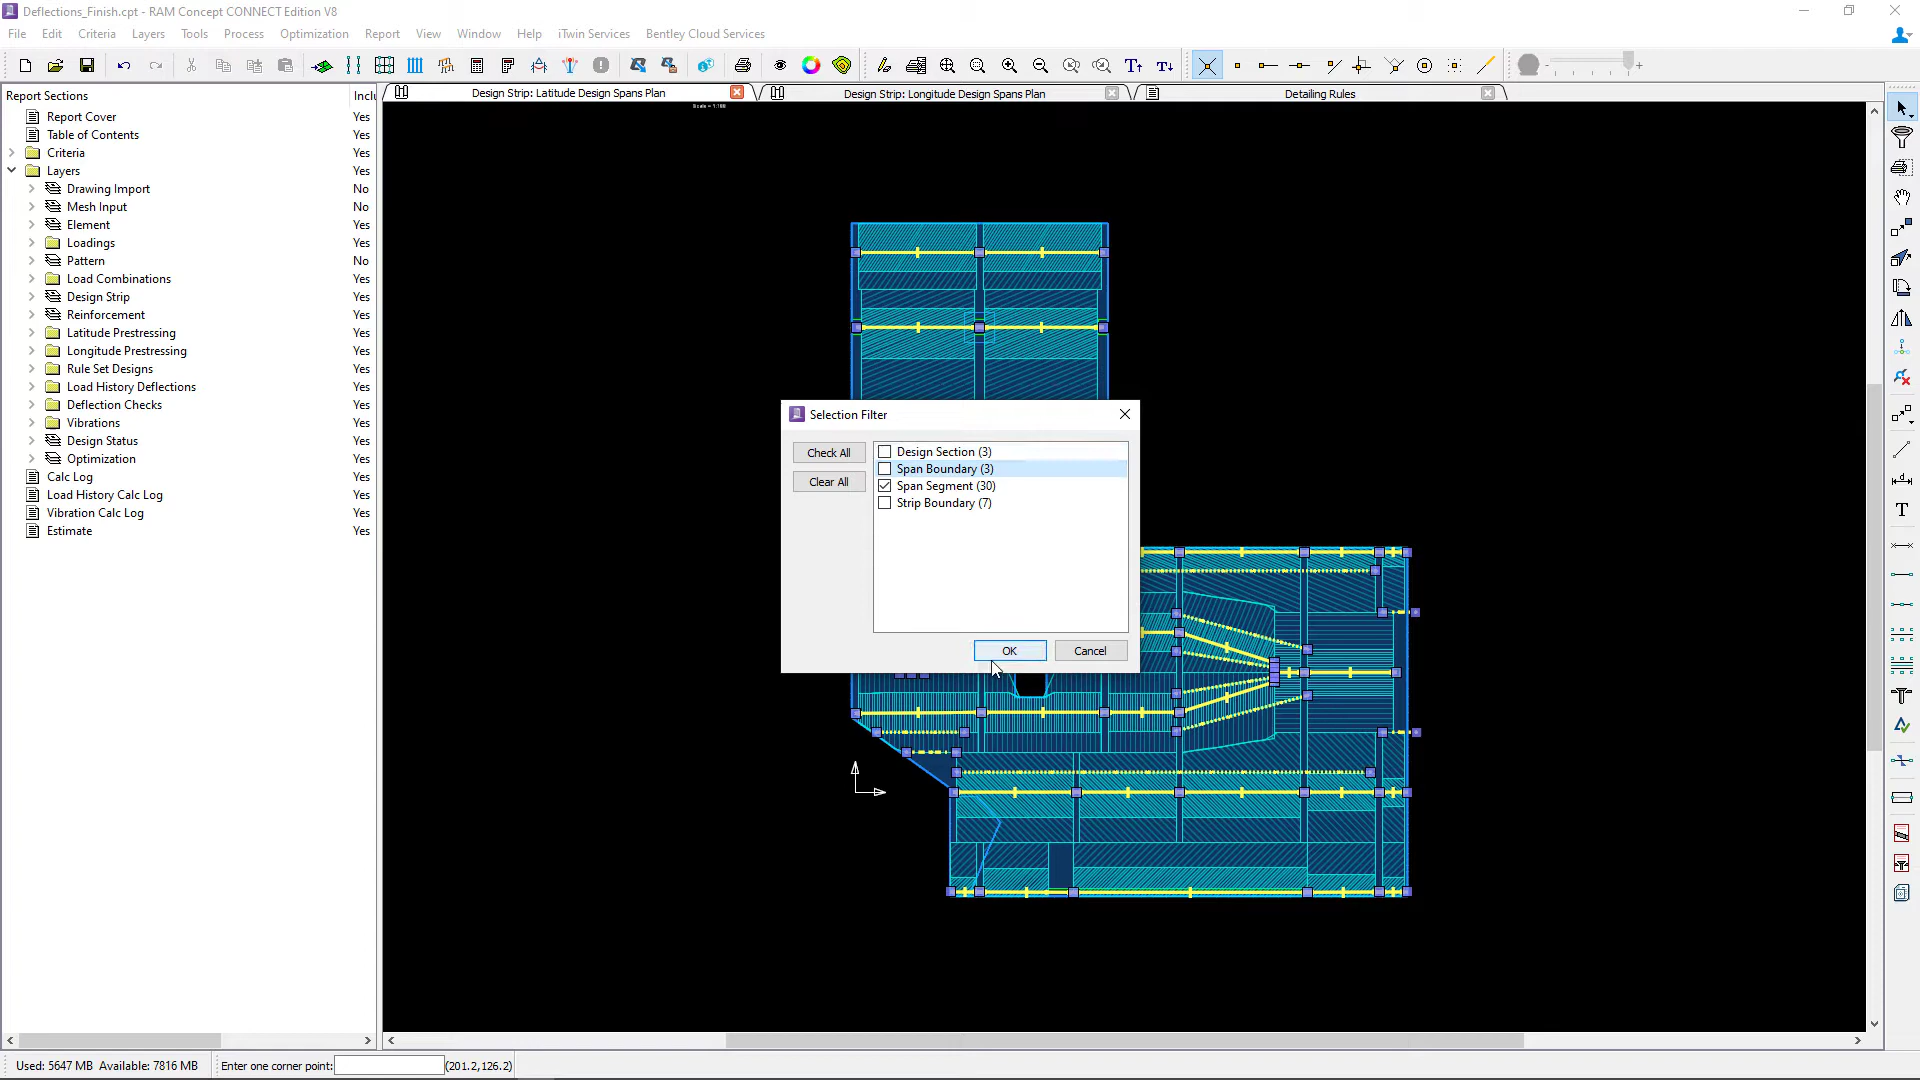 Deflections_Finish.cpt - RAM Concept CONNECT Edition V8
File Edit Criteria Layers Tools Process Optimization Report View Window Help iTwin Services Bentley Cloud Services
Report Sections Inclu
Design Strip: Latitude Design Spans Plan
Design Strip: Longitude Design Spans Plan
Detailing Rules
Scale = 1:100
Report Cover Yes
Table of Contents Yes
Criteria Yes
Layers Yes
Drawing Import No
Mesh Input No
Element Yes
Loadings Yes
Pattern No
Load Combinations Yes
Design Strip Yes
Reinforcement Yes
Latitude Prestressing Yes
Longitude Prestressing Yes
Rule Set Designs Yes
Load History Deflections Yes
Deflection Checks Yes
Vibrations Yes
Design Status Yes
Optimization Yes
Calc Log Yes
Load History Calc Log Yes
Vibration Calc Log Yes
Estimate Yes
Selection Filter
Check All
Clear All
Design Section (3)
Span Boundary (3)
Span Segment (30)
Strip Boundary (7)
OK
Cancel
Used: 5647 MB Available: 7816 MB
Enter one corner point: (201.2,126.2)